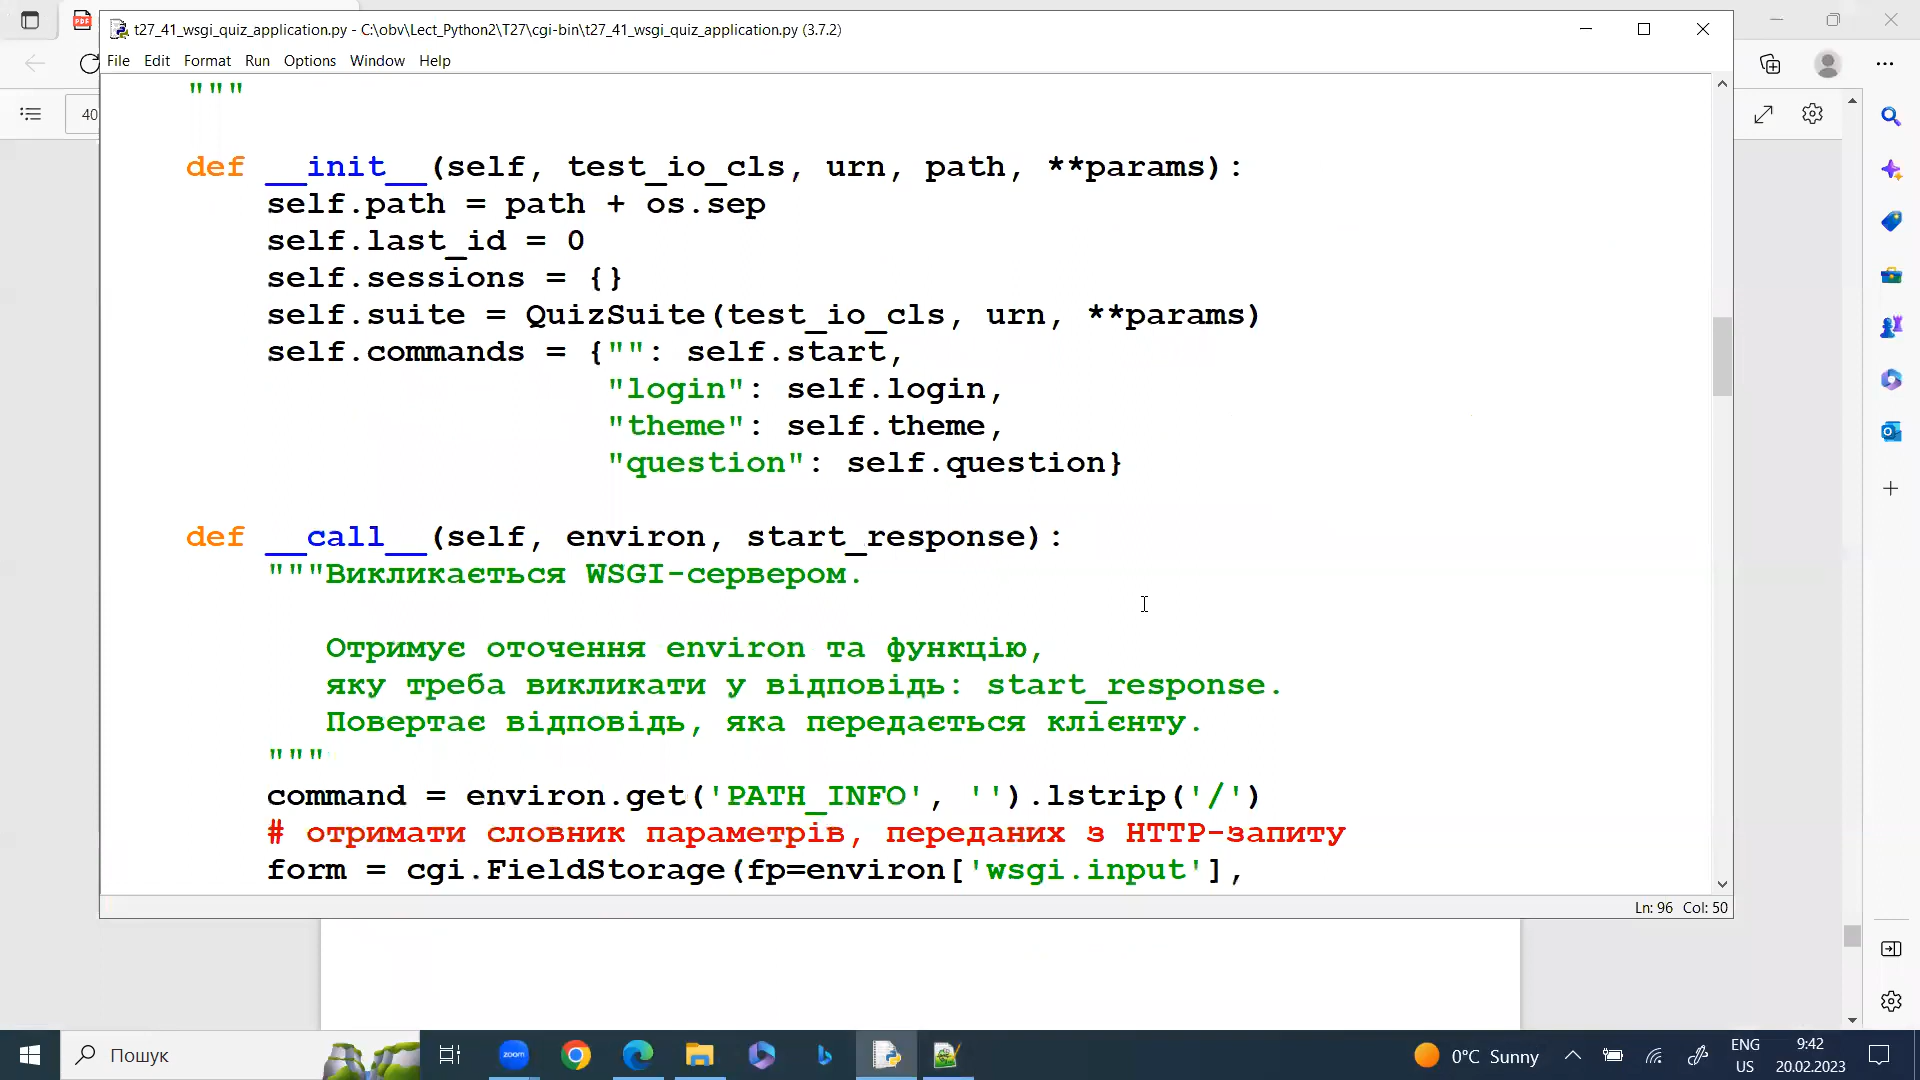 t27_41_wsgi_quiz_application.py - C:\obv\Lect_Python2\T27\cgi-bin\t27_41_wsgi_quiz_application.py (3.7.2)
File Edit Format Run Options Window Help
40
"""
def __init__(self, test_io_cls, urn, path, **params):
self.path = path + os.sep
self.last_id = 0
self.sessions = {}
self.suite = QuizSuite(test_io_cls, urn, **params)
self.commands = {"": self.start,
"login": self.login,
"theme": self.theme,
"question": self.question}
def __call__(self, environ, start_response):
"""Викликається WSGI-сервером.
Отримує оточення environ та функцію,
яку треба викликати у відповідь: start_response.
Повертає відповідь, яка передається клієнту.
"""
command = environ.get('PATH_INFO', '').lstrip('/')
# отримати словник параметрів, переданих з HTTP-запиту
form = cgi.FieldStorage(fp=environ['wsgi.input'],
Ln: 96 Col: 50
Пошук
zoom
0°C Sunny
ENG
US
9:42
20.02.2023